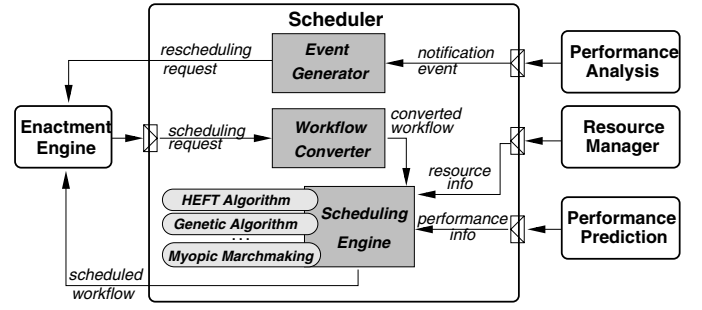 Scheduler
rescheduling
request
Event
Generator
notification
event
Performance
Analysis
Enactment
Engine
scheduling
request
Workflow
Converter
converted
workflow
Resource
Manager
resource
info
HEFT Algorithm
Genetic Algorithm
...
Myopic Marchmaking
Scheduling
Engine
performance
info
Performance
Prediction
scheduled
workflow